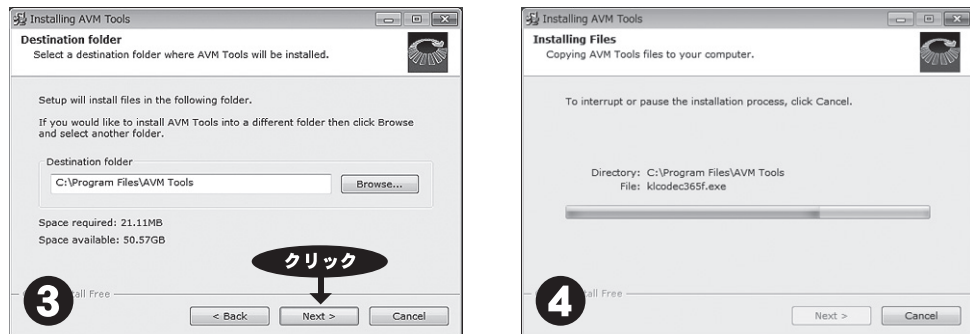 Installing AVM Tools
Destination folder
Select a destination folder where AVM Tools will be installed.
Setup will install files in the following folder.
If you would like to install AVM Tools into a different folder then click Browse
and select another folder.
Destination folder
C:\Program Files\AVM Tools
Browse...
Space required: 21.11MB
Space available: 50.57GB
クリック
3
all Free
< Back
Next >
Cancel
Installing AVM Tools
Installing Files
Copying AVM Tools files to your computer.
To interrupt or pause the installation process, click Cancel.
Directory: C:\Program Files\AVM Tools
File: klcodec365f.exe
4
all Free
Next >
Cancel